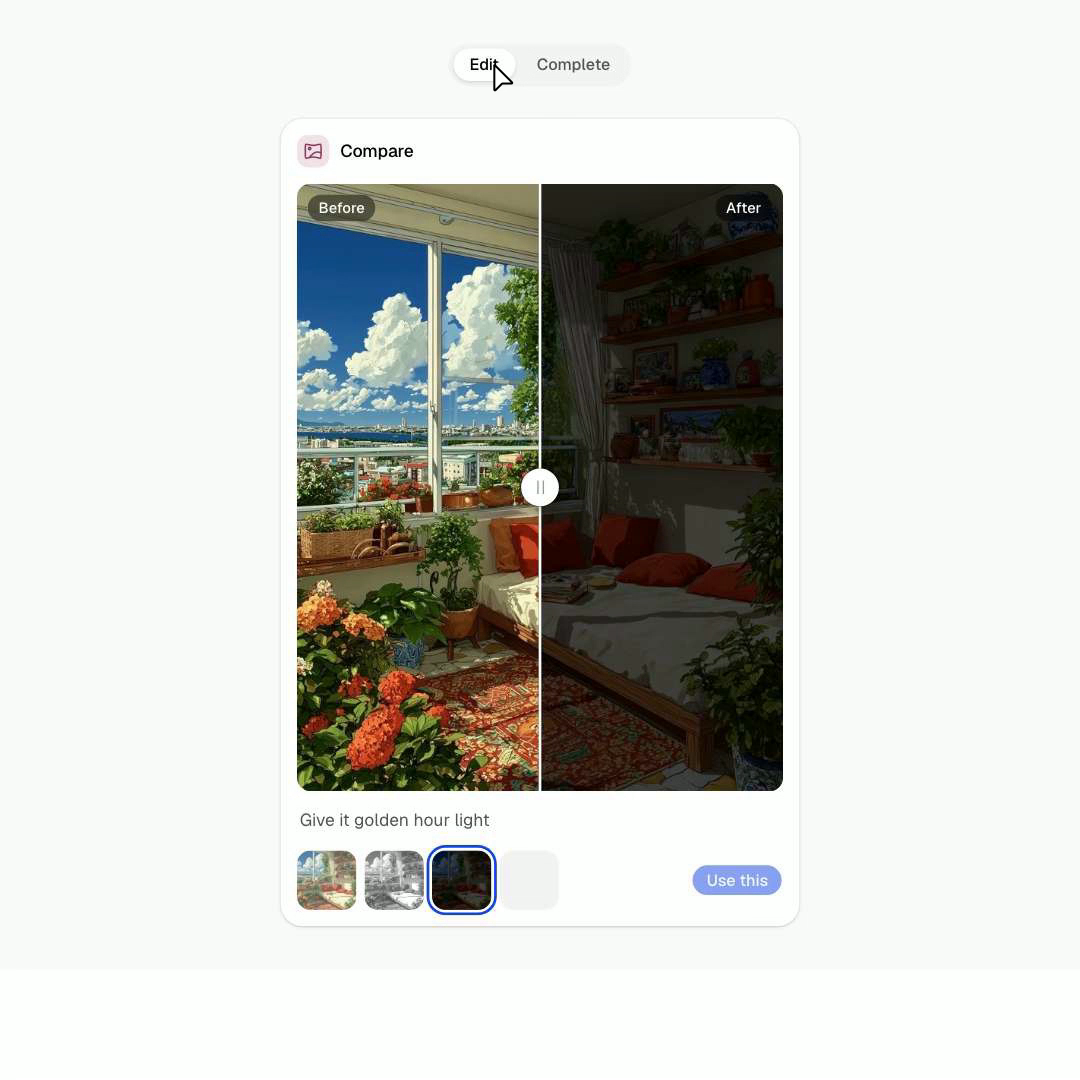 Edit
Complete
Compare
Before
After
Give it golden hour light
Use this